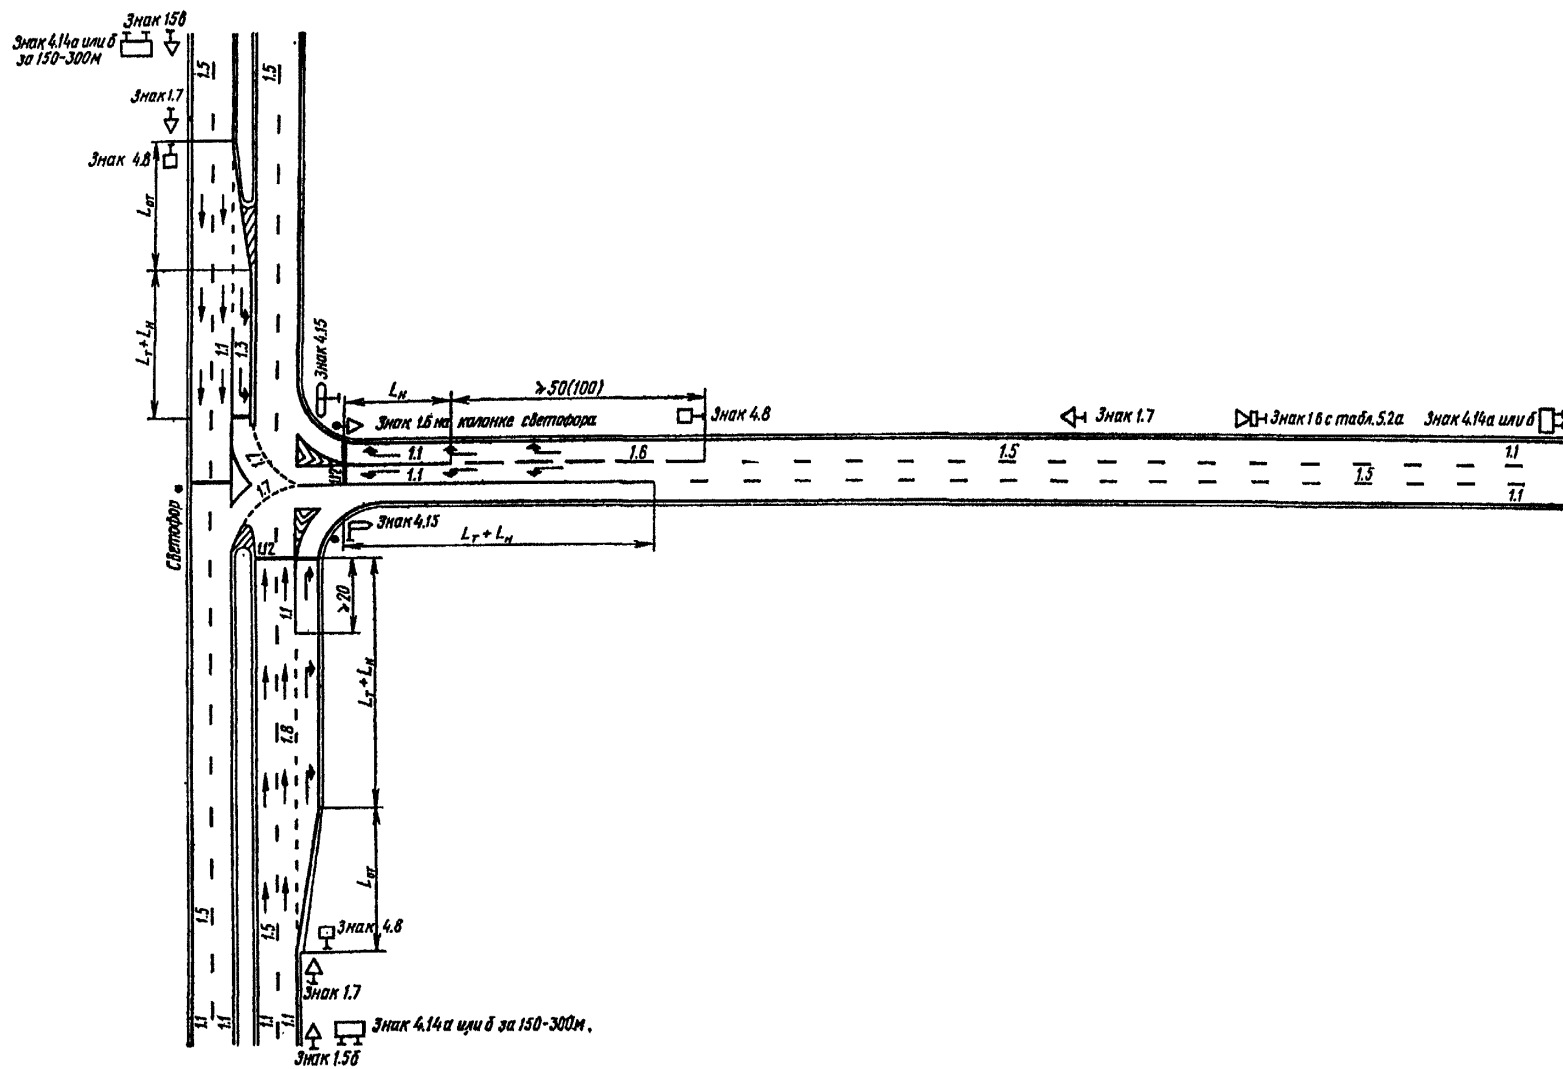 Знак 1.5в
Знак 4.14а или б
за 150-300м
1.5
1.5
Знак 1.7
Знак 4.8
Lот
Lт + Lн
1.1
1.3
Знак 4.15
Lн
⩾50(100)
Знак 1.6 на колонке светофора
Знак 4.8
Знак 1.7
Знак 1 6 с табл.5.2а
Знак 4.14а или б
1.1
1.6
1.5
1.1
1.1
1.5
1.1
1.12
1.7
1.7
Светофор
Знак 4.15
Lт + Lн
1.12
⩾20
1.1
Lт + Lн
1.8
Lот
1.5
1.5
Знак 4.8
Знак 1.7
1.1
1.1
1.1
1.1
Знак 4.14а или б за 150-300м.
Знак 1.5б